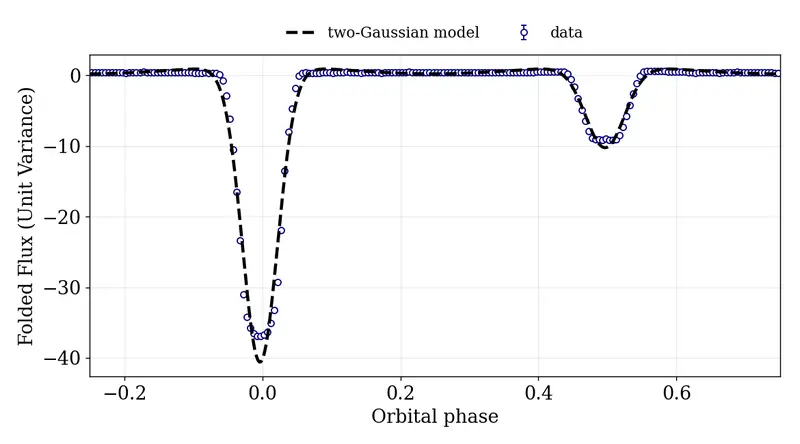 two-Gaussian model
data
Folded Flux (Unit Variance)
0
−10
−20
−30
−40
−0.2
0.0
0.2
0.4
0.6
Orbital phase